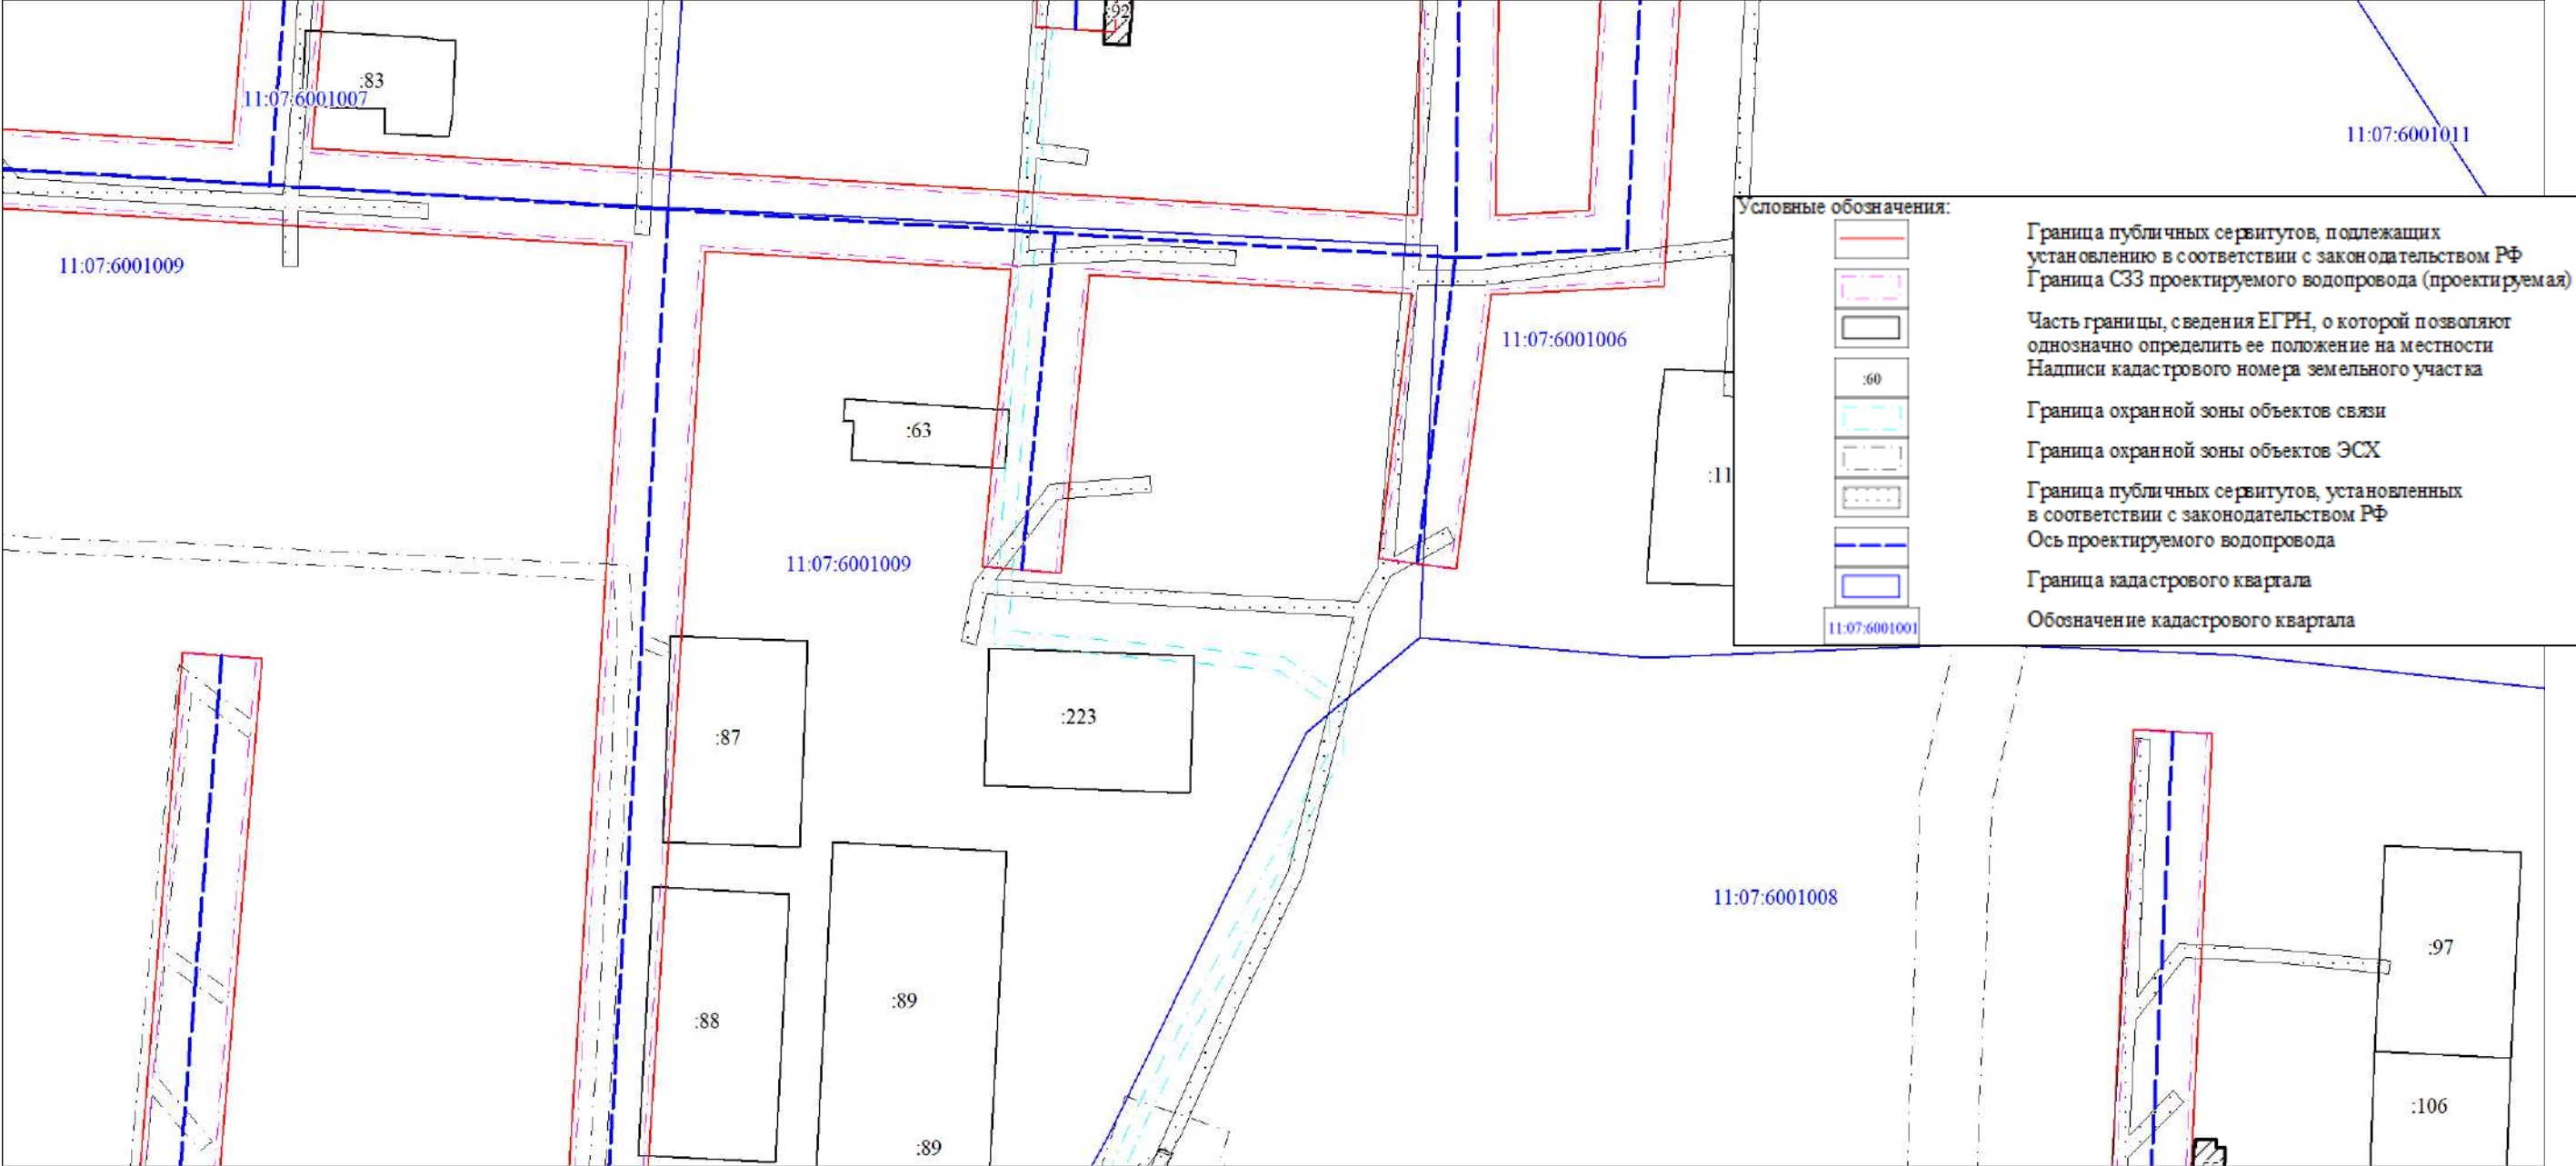 :92
:83
11:07:6001007
11:07:6001011
11:07:6001009
Условные обозначения:
Граница публичных сервитутов, подлежащих
установлению в соответствии с законодательством РФ
Граница СЗЗ проектируемого водопровода (проектируемая)
Часть границы, сведения ЕГРН, о которой позволяют
однозначно определить ее положение на местности
:60
Надписи кадастрового номера земельного участка
Граница охранной зоны объектов связи
Граница охранной зоны объектов ЭСХ
Граница публичных сервитутов, установленных
в соответствии с законодательством РФ
Ось проектируемого водопровода
Граница кадастрового квартала
11:07:6001001
Обозначение кадастрового квартала
11:07:6001006
:63
:11
11:07:6001009
:223
:87
11:07:6001008
:97
:89
:88
:106
:89